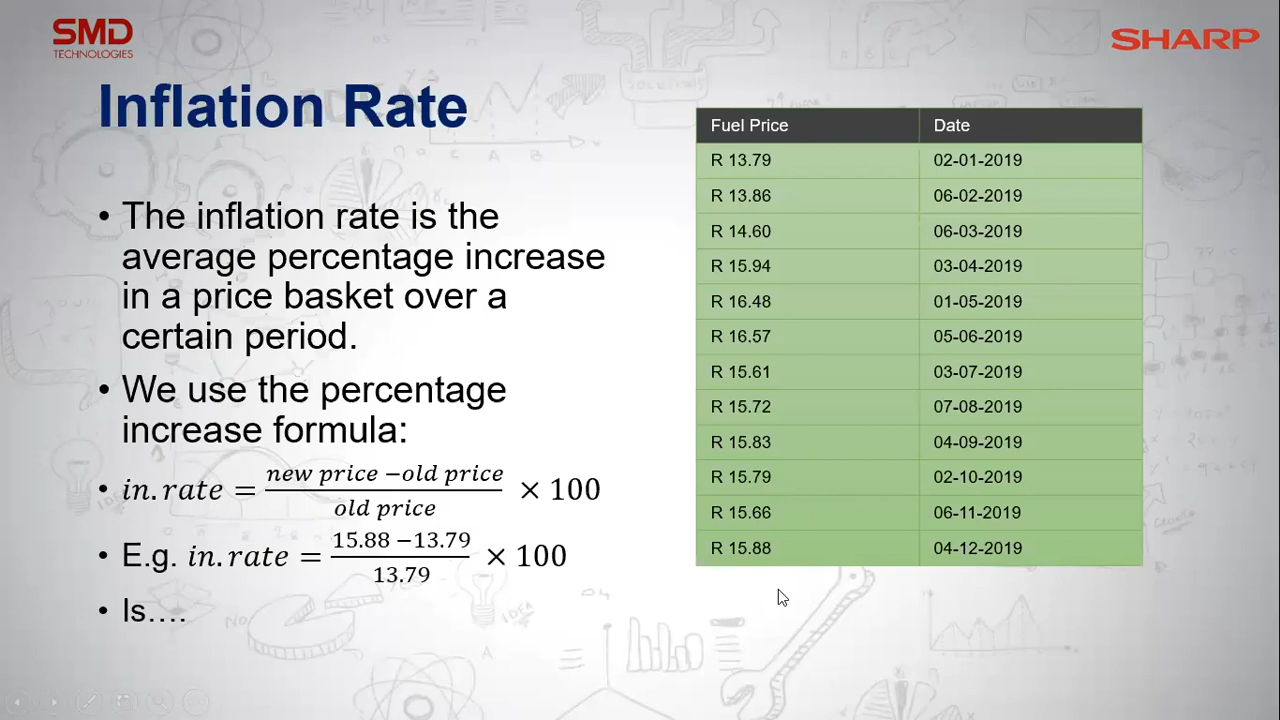 SMD
TECHNOLOGIES
SHARP
Inflation Rate
• The inflation rate is the
average percentage increase
in a price basket over a
certain period.
• We use the percentage
increase formula:
• in. rate = new price −old price / old price × 100
• E.g. in. rate = 15.88 −13.79 / 13.79 × 100
• Is….
Fuel Price Date
R 13.79 02-01-2019
R 13.86 06-02-2019
R 14.60 06-03-2019
R 15.94 03-04-2019
R 16.48 01-05-2019
R 16.57 05-06-2019
R 15.61 03-07-2019
R 15.72 07-08-2019
R 15.83 04-09-2019
R 15.79 02-10-2019
R 15.66 06-11-2019
R 15.88 04-12-2019
No
IDEA